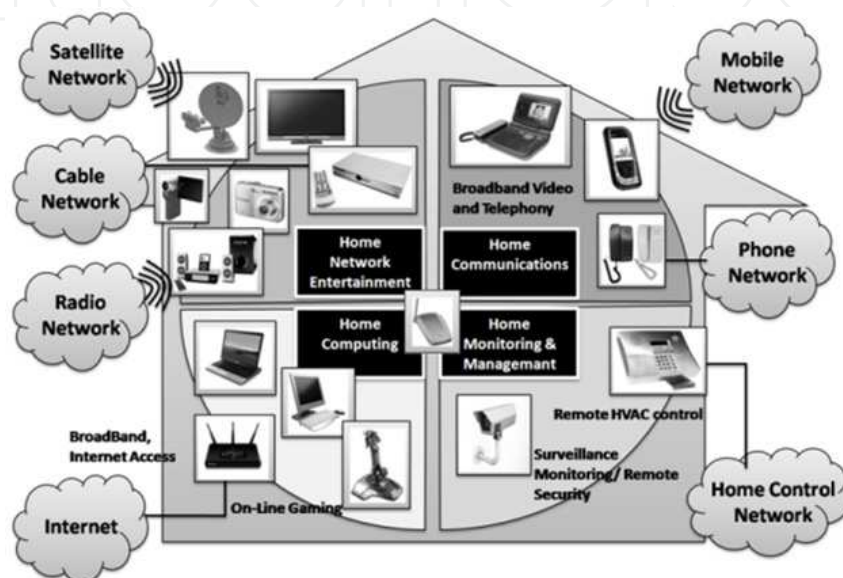 Satellite
Network
Mobile
Network
Cable
Network
Broadband Video
and Telephony
Home
Network
Entertainment
Home
Communications
Phone
Network
Radio
Network
Home
Computing
Home
Monitoring &
Managemant
Remote HVAC control
BroadBand,
Internet Access
Surveillance
Monitoring/ Remote
Security
On-Line Gaming
Internet
Home Control
Network